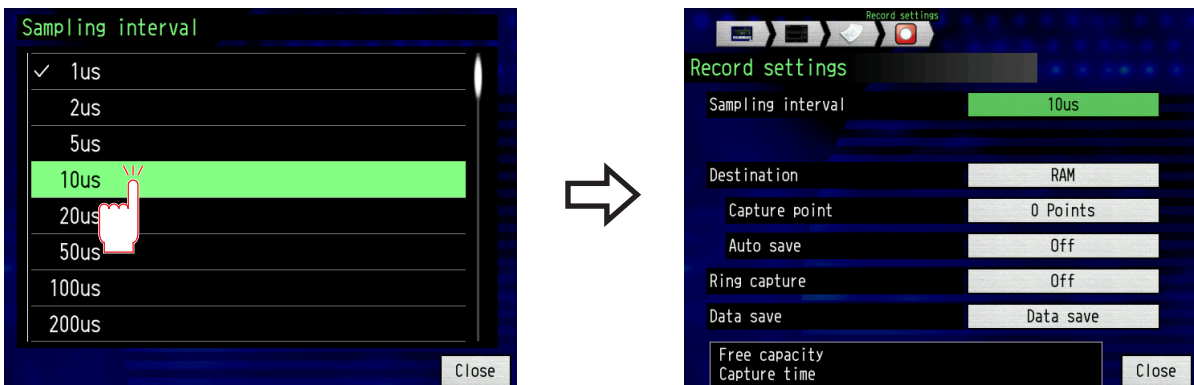 Sampling interval
✓ 1us
2us
5us
10us
20us
50us
100us
200us
Close
Record settings
Record settings
Sampling interval 10us
Destination RAM
Capture point 0 Points
Auto save Off
Ring capture Off
Data save Data save
Free capacity
Capture time
Close